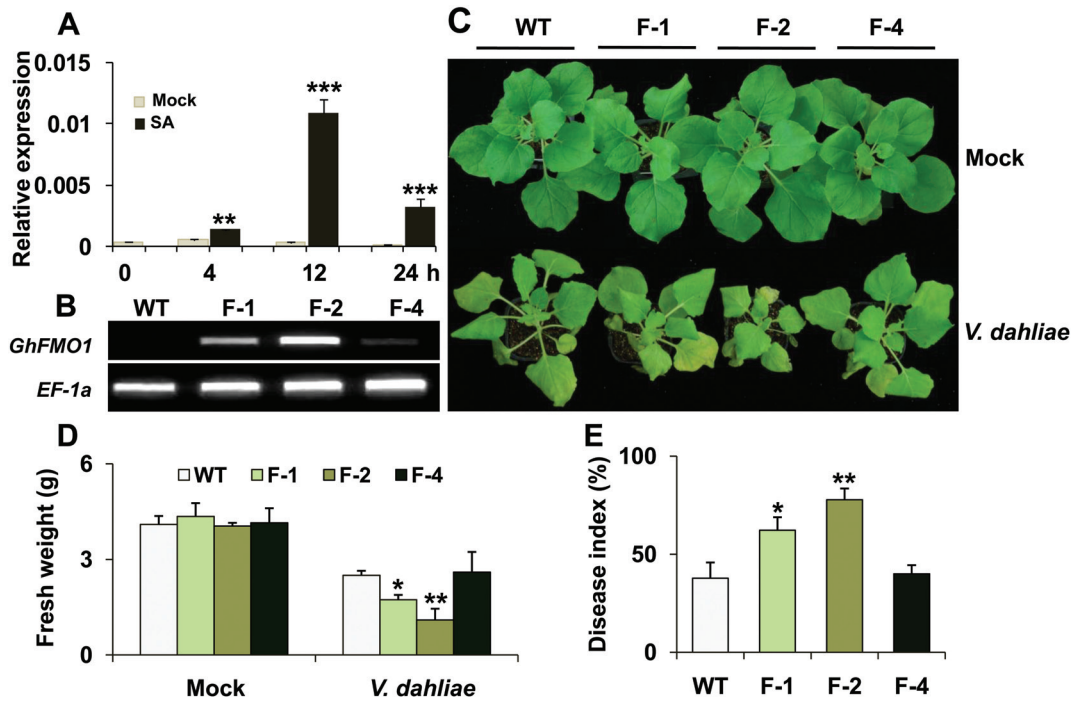 A
0.015
0.01
0.005
0
Relative expression
Mock
SA
**
***
***
0 4 12 24 h
B
WT F-1 F-2 F-4
GhFMO1
EF-1a
C
WT F-1 F-2 F-4
Mock
V. dahliae
D
6
3
0
Fresh weight (g)
WT F-1 F-2 F-4
*
**
Mock V. dahliae
E
100
50
0
Disease index (%)
*
**
WT F-1 F-2 F-4